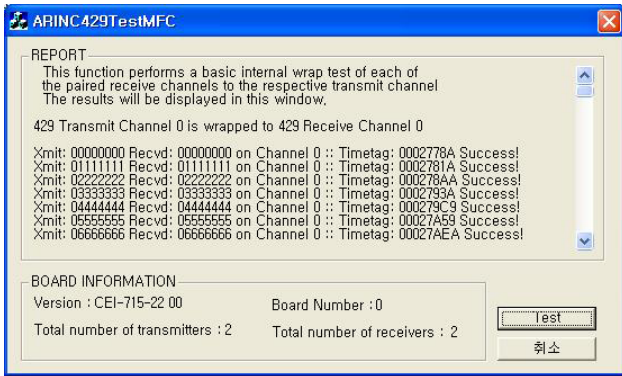 ARINC429TestMFC
REPORT
This function performs a basic internal wrap test of each of
the paired receive channels to the respective transmit channel
The results will be displayed in this window,
429 Transmit Channel 0 is wrapped to 429 Receive Channel 0
Xmit: 00000000 Recvd: 00000000 on Channel 0 :: Timetag: 0002778A Success!
Xmit: 01111111 Recvd: 01111111 on Channel 0 :: Timetag: 0002781A Success!
Xmit: 02222222 Recvd: 02222222 on Channel 0 :: Timetag: 000278AA Success!
Xmit: 03333333 Recvd: 03333333 on Channel 0 :: Timetag: 0002793A Success!
Xmit: 04444444 Recvd: 04444444 on Channel 0 :: Timetag: 000279C9 Success!
Xmit: 05555555 Recvd: 05555555 on Channel 0 :: Timetag: 00027A59 Success!
Xmit: 06666666 Recvd: 06666666 on Channel 0 :: Timetag: 00027AEA Success!
BOARD INFORMATION
Version : CEI-715-22 00
Board Number :0
Total number of transmitters : 2
Total number of receivers : 2
Test
취소